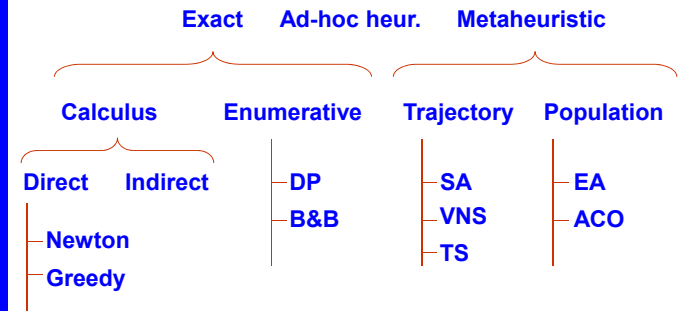 Exact Ad-hoc heur. Metaheuristic
Calculus Enumerative Trajectory Population
Direct Indirect DP SA EA
B&B VNS ACO
Newton TS
Greedy